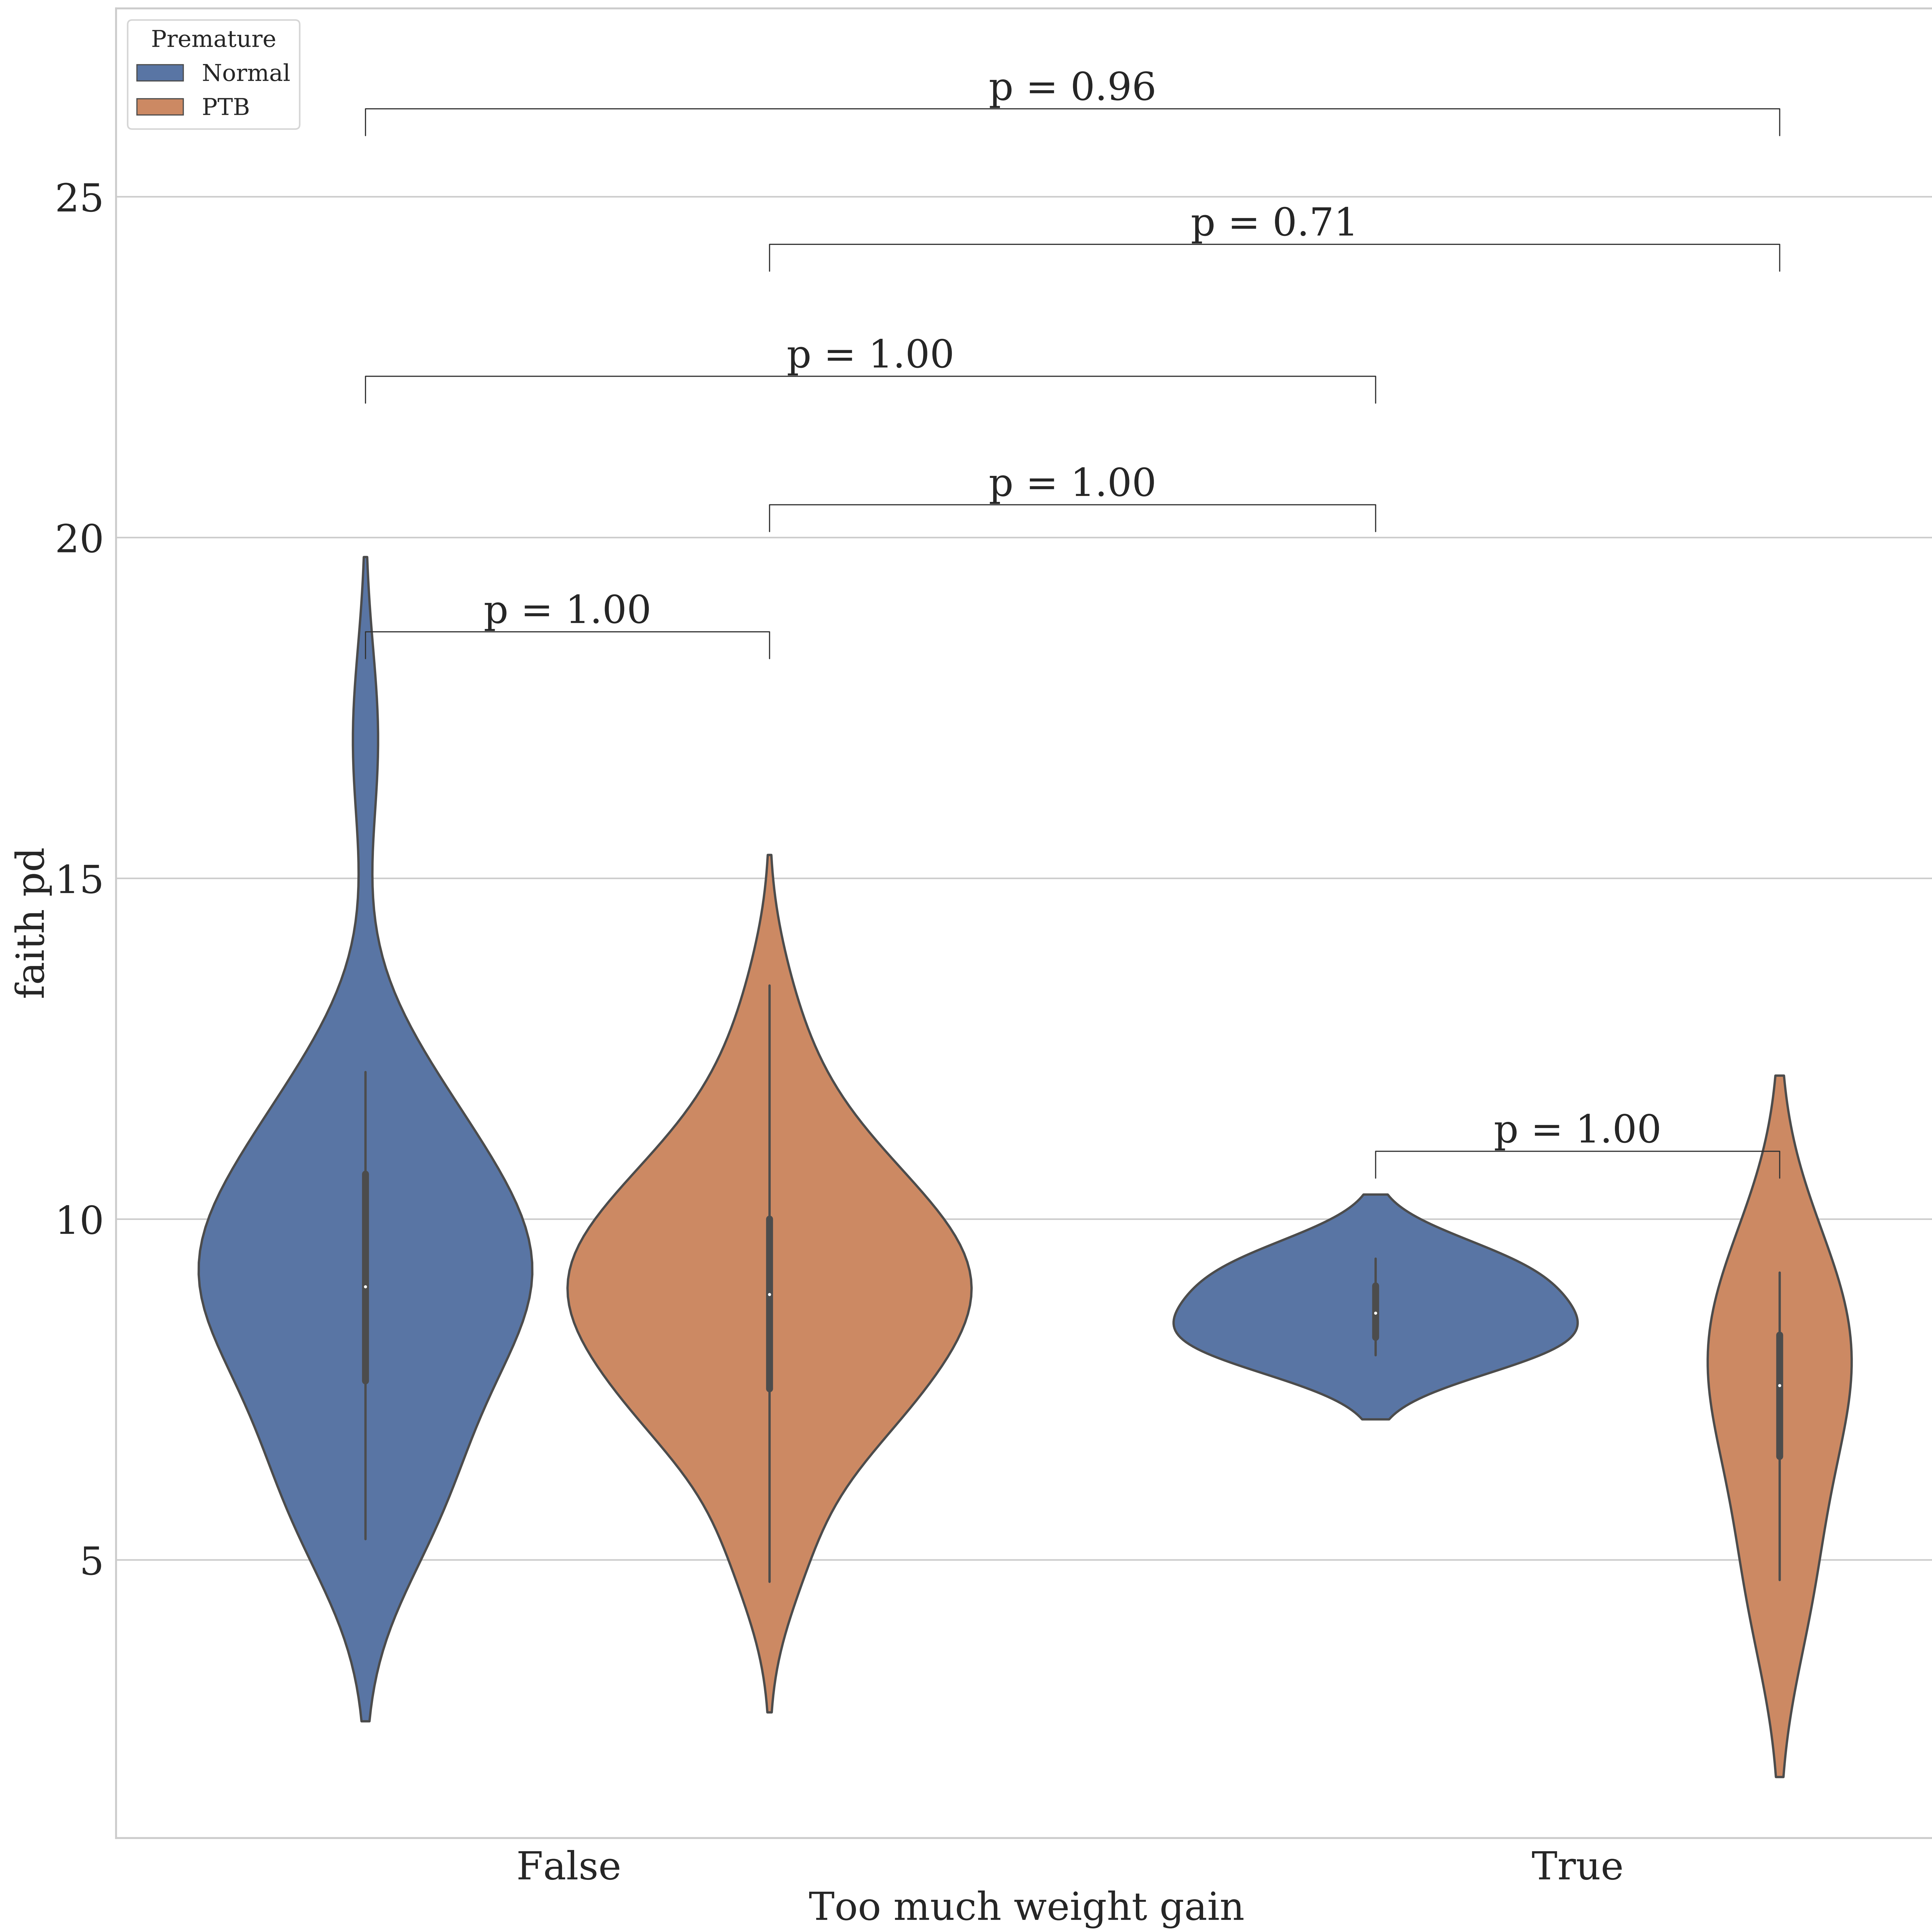 Premature
Normal
PTB
p = 0.96
25
p = 0.71
p = 1.00
p = 1.00
20
p = 1.00
15
faith pd
p = 1.00
10
5
False
True
Too much weight gain